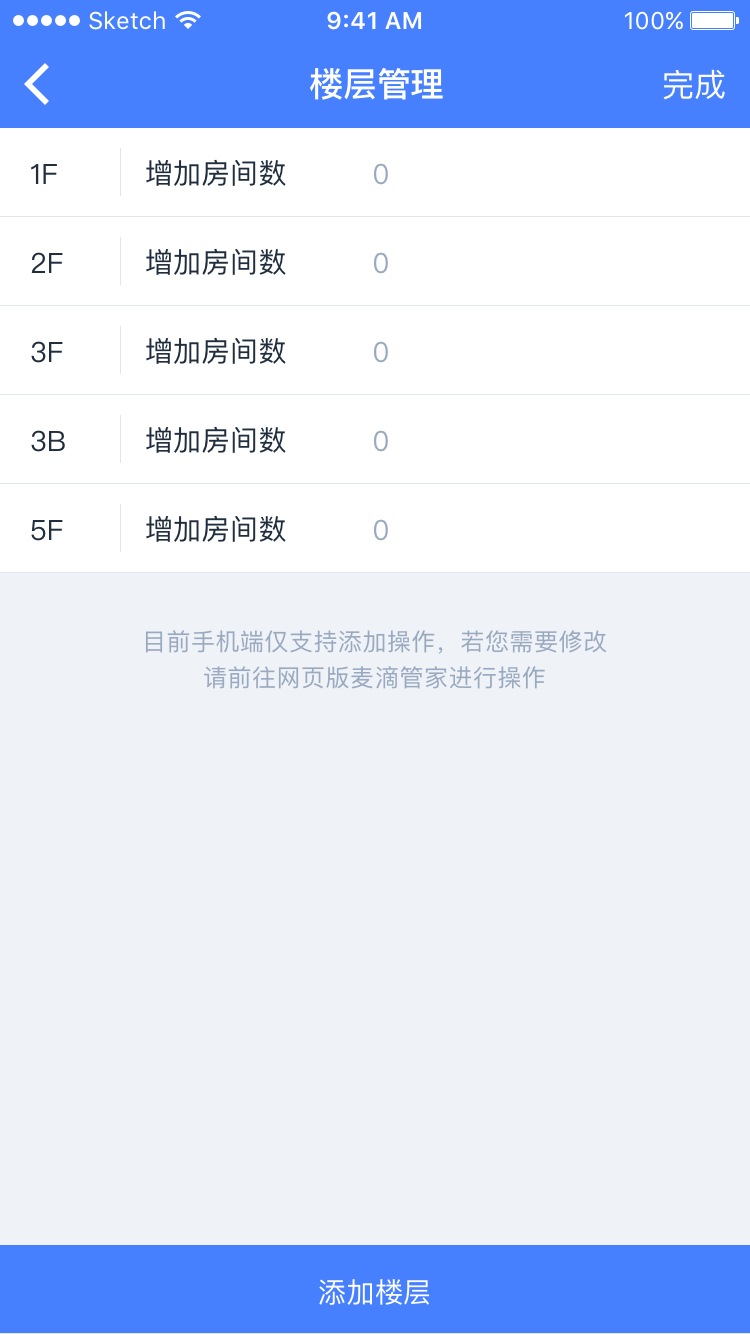 Sketch 9:41 AM 100%
楼层管理 完成
1F 增加房间数 0
2F 增加房间数 0
3F 增加房间数 0
3B 增加房间数 0
5F 增加房间数 0
目前手机端仅支持添加操作，若您需要修改
请前往网页版麦滴管家进行操作
添加楼层